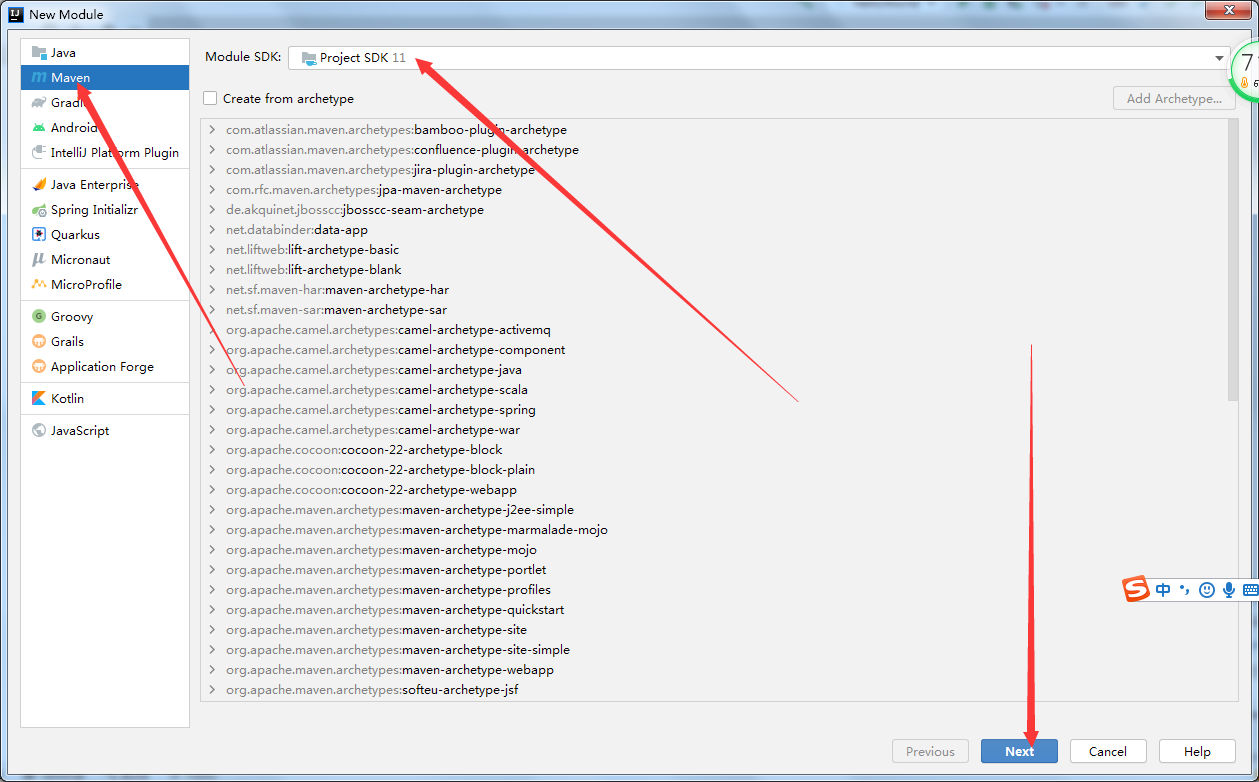 New Module
Java
Maven
Gradle
Android
IntelliJ Platform Plugin
Java Enterprise
Spring Initializr
Quarkus
Micronaut
MicroProfile
Groovy
Grails
Application Forge
Kotlin
JavaScript
Module SDK: Project SDK 11
Create from archetype
Add Archetype...
com.atlassian.maven.archetypes:bamboo-plugin-archetype
com.atlassian.maven.archetypes:confluence-plugin-archetype
com.atlassian.maven.archetypes:jira-plugin-archetype
com.rfc.maven.archetypes:jpa-maven-archetype
de.akquinet.jbosscc:jbosscc-seam-archetype
net.databinder:data-app
net.liftweb:lift-archetype-basic
net.liftweb:lift-archetype-blank
net.sf.maven-har:maven-archetype-har
net.sf.maven-sar:maven-archetype-sar
org.apache.camel.archetypes:camel-archetype-activemq
org.apache.camel.archetypes:camel-archetype-component
org.apache.camel.archetypes:camel-archetype-java
org.apache.camel.archetypes:camel-archetype-scala
org.apache.camel.archetypes:camel-archetype-spring
org.apache.camel.archetypes:camel-archetype-war
org.apache.cocoon:cocoon-22-archetype-block
org.apache.cocoon:cocoon-22-archetype-block-plain
org.apache.cocoon:cocoon-22-archetype-webapp
org.apache.maven.archetypes:maven-archetype-j2ee-simple
org.apache.maven.archetypes:maven-archetype-marmalade-mojo
org.apache.maven.archetypes:maven-archetype-mojo
org.apache.maven.archetypes:maven-archetype-portlet
org.apache.maven.archetypes:maven-archetype-profiles
org.apache.maven.archetypes:maven-archetype-quickstart
org.apache.maven.archetypes:maven-archetype-site
org.apache.maven.archetypes:maven-archetype-site-simple
org.apache.maven.archetypes:maven-archetype-webapp
org.apache.maven.archetypes:softeu-archetype-jsf
中
Previous
Next
Cancel
Help